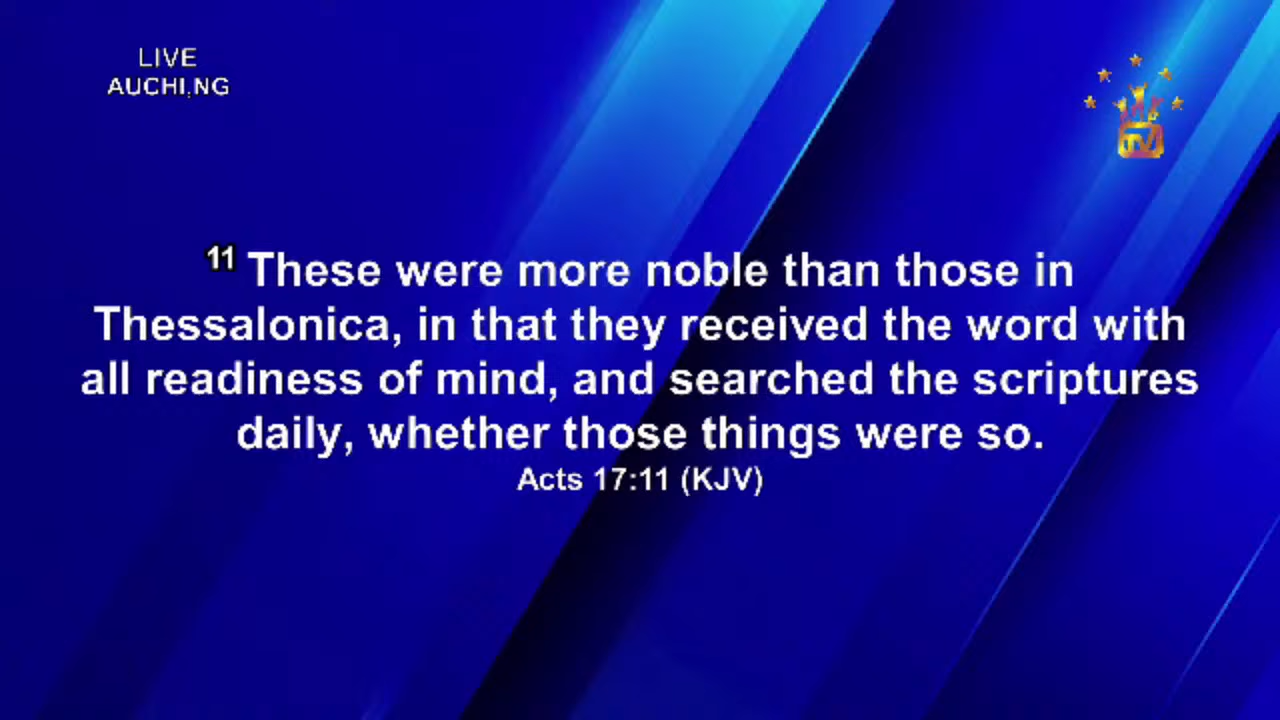 LIVE
AUCHI,NG
TV
11 These were more noble than those in
Thessalonica, in that they received the word with
all readiness of mind, and searched the scriptures
daily, whether those things were so.
Acts 17:11 (KJV)